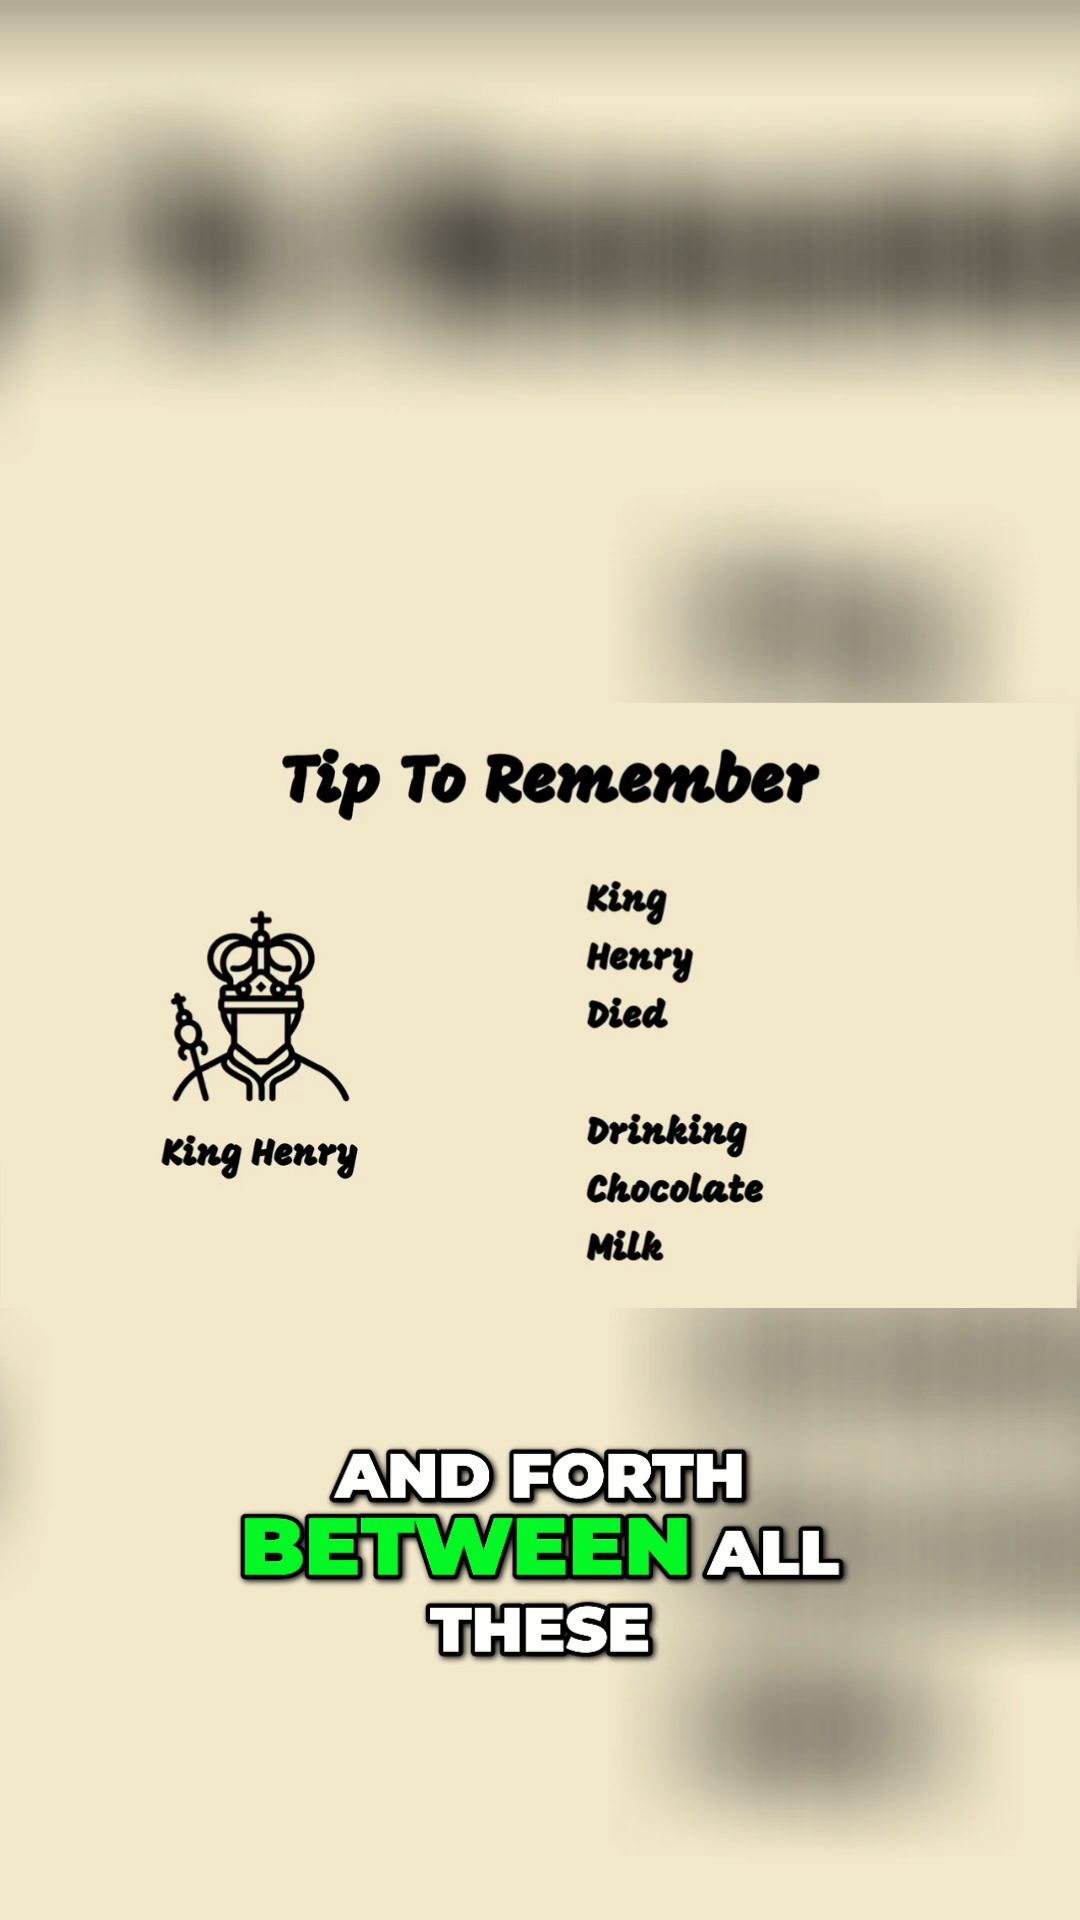 Tip To Remember
King
Henry
Died
Drinking
Chocolate
Milk
King Henry
AND FORTH
BETWEEN ALL
THESE